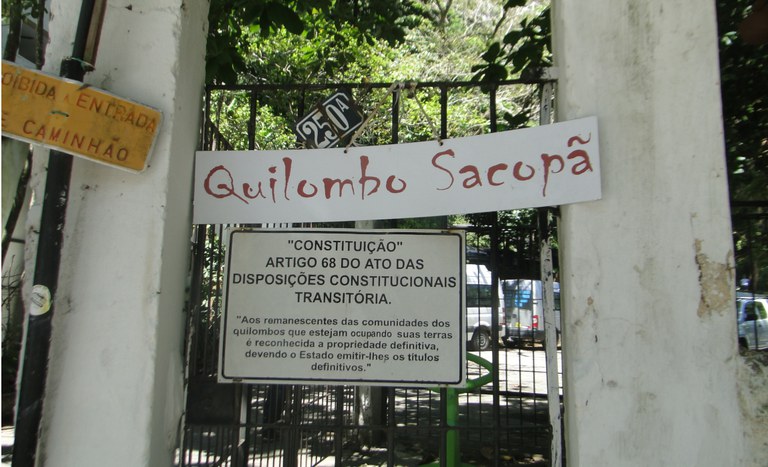 OIBIDA ENTRADA
E CAMINHÃO
250A
Quilombo Sacopã
"CONSTITUIÇÃO"
ARTIGO 68 DO ATO DAS
DISPOSIÇÕES CONSTITUCIONAIS
TRANSITÓRIA.
"Aos remanescentes das comunidades dos
quilombos que estejam ocupando suas terras
é reconhecida a propriedade definitiva,
devendo o Estado emitir-lhes os títulos
definitivos."